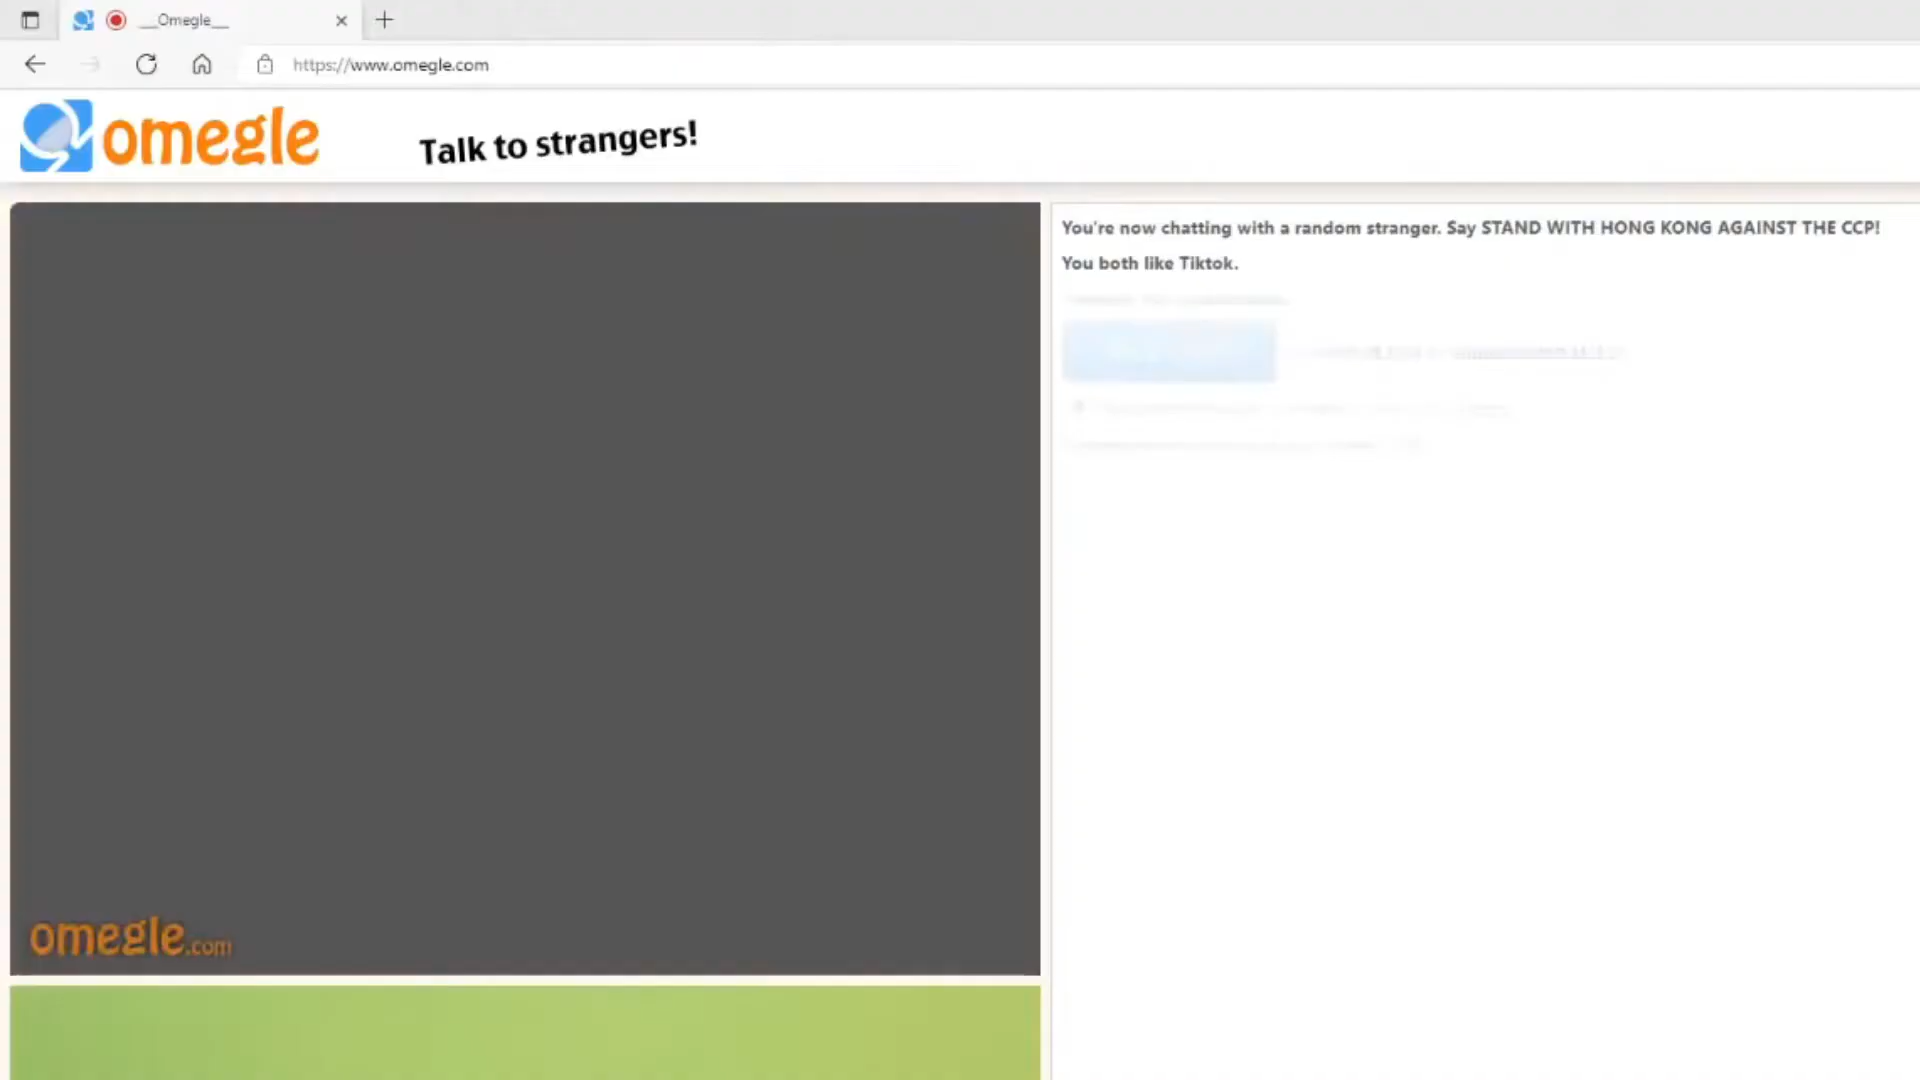 __Omegle__
https://www.omegle.com
omegle
Talk to strangers!
You're now chatting with a random stranger. Say STAND WITH HONG KONG AGAINST THE CCP!
You both like Tiktok.
omegle.com